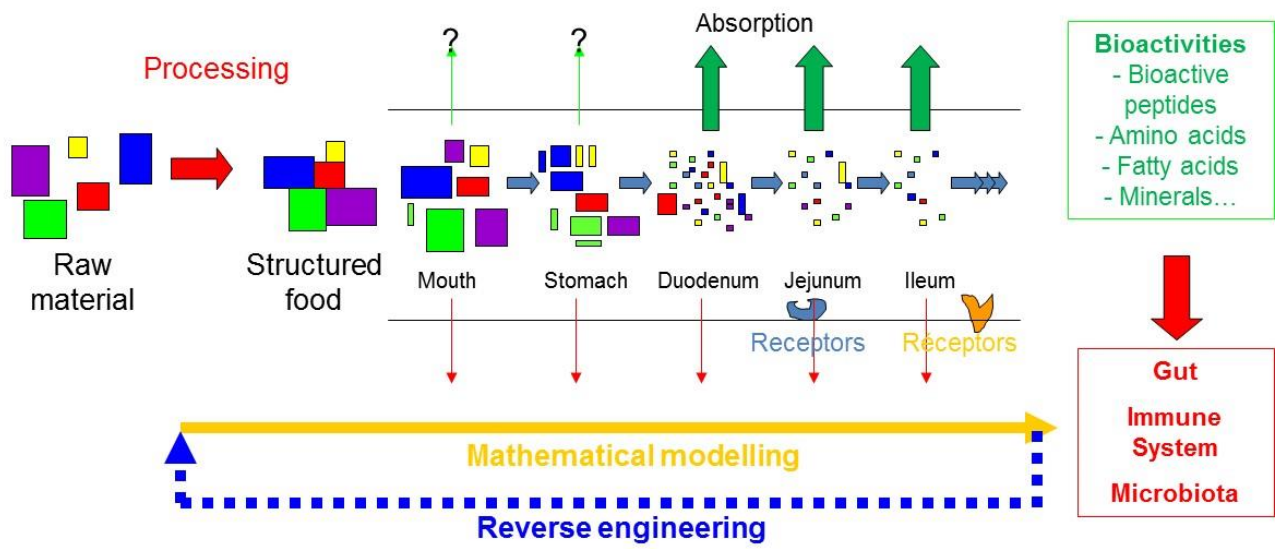 Processing
Raw
material
Structured
food
?
?
Absorption
Mouth
Stomach
Duodenum
Jejunum
Ileum
Receptors
Réceptors
Bioactivities
- Bioactive
peptides
- Amino acids
- Fatty acids
- Minerals…
Gut
Immune
System
Microbiota
Mathematical modelling
Reverse engineering